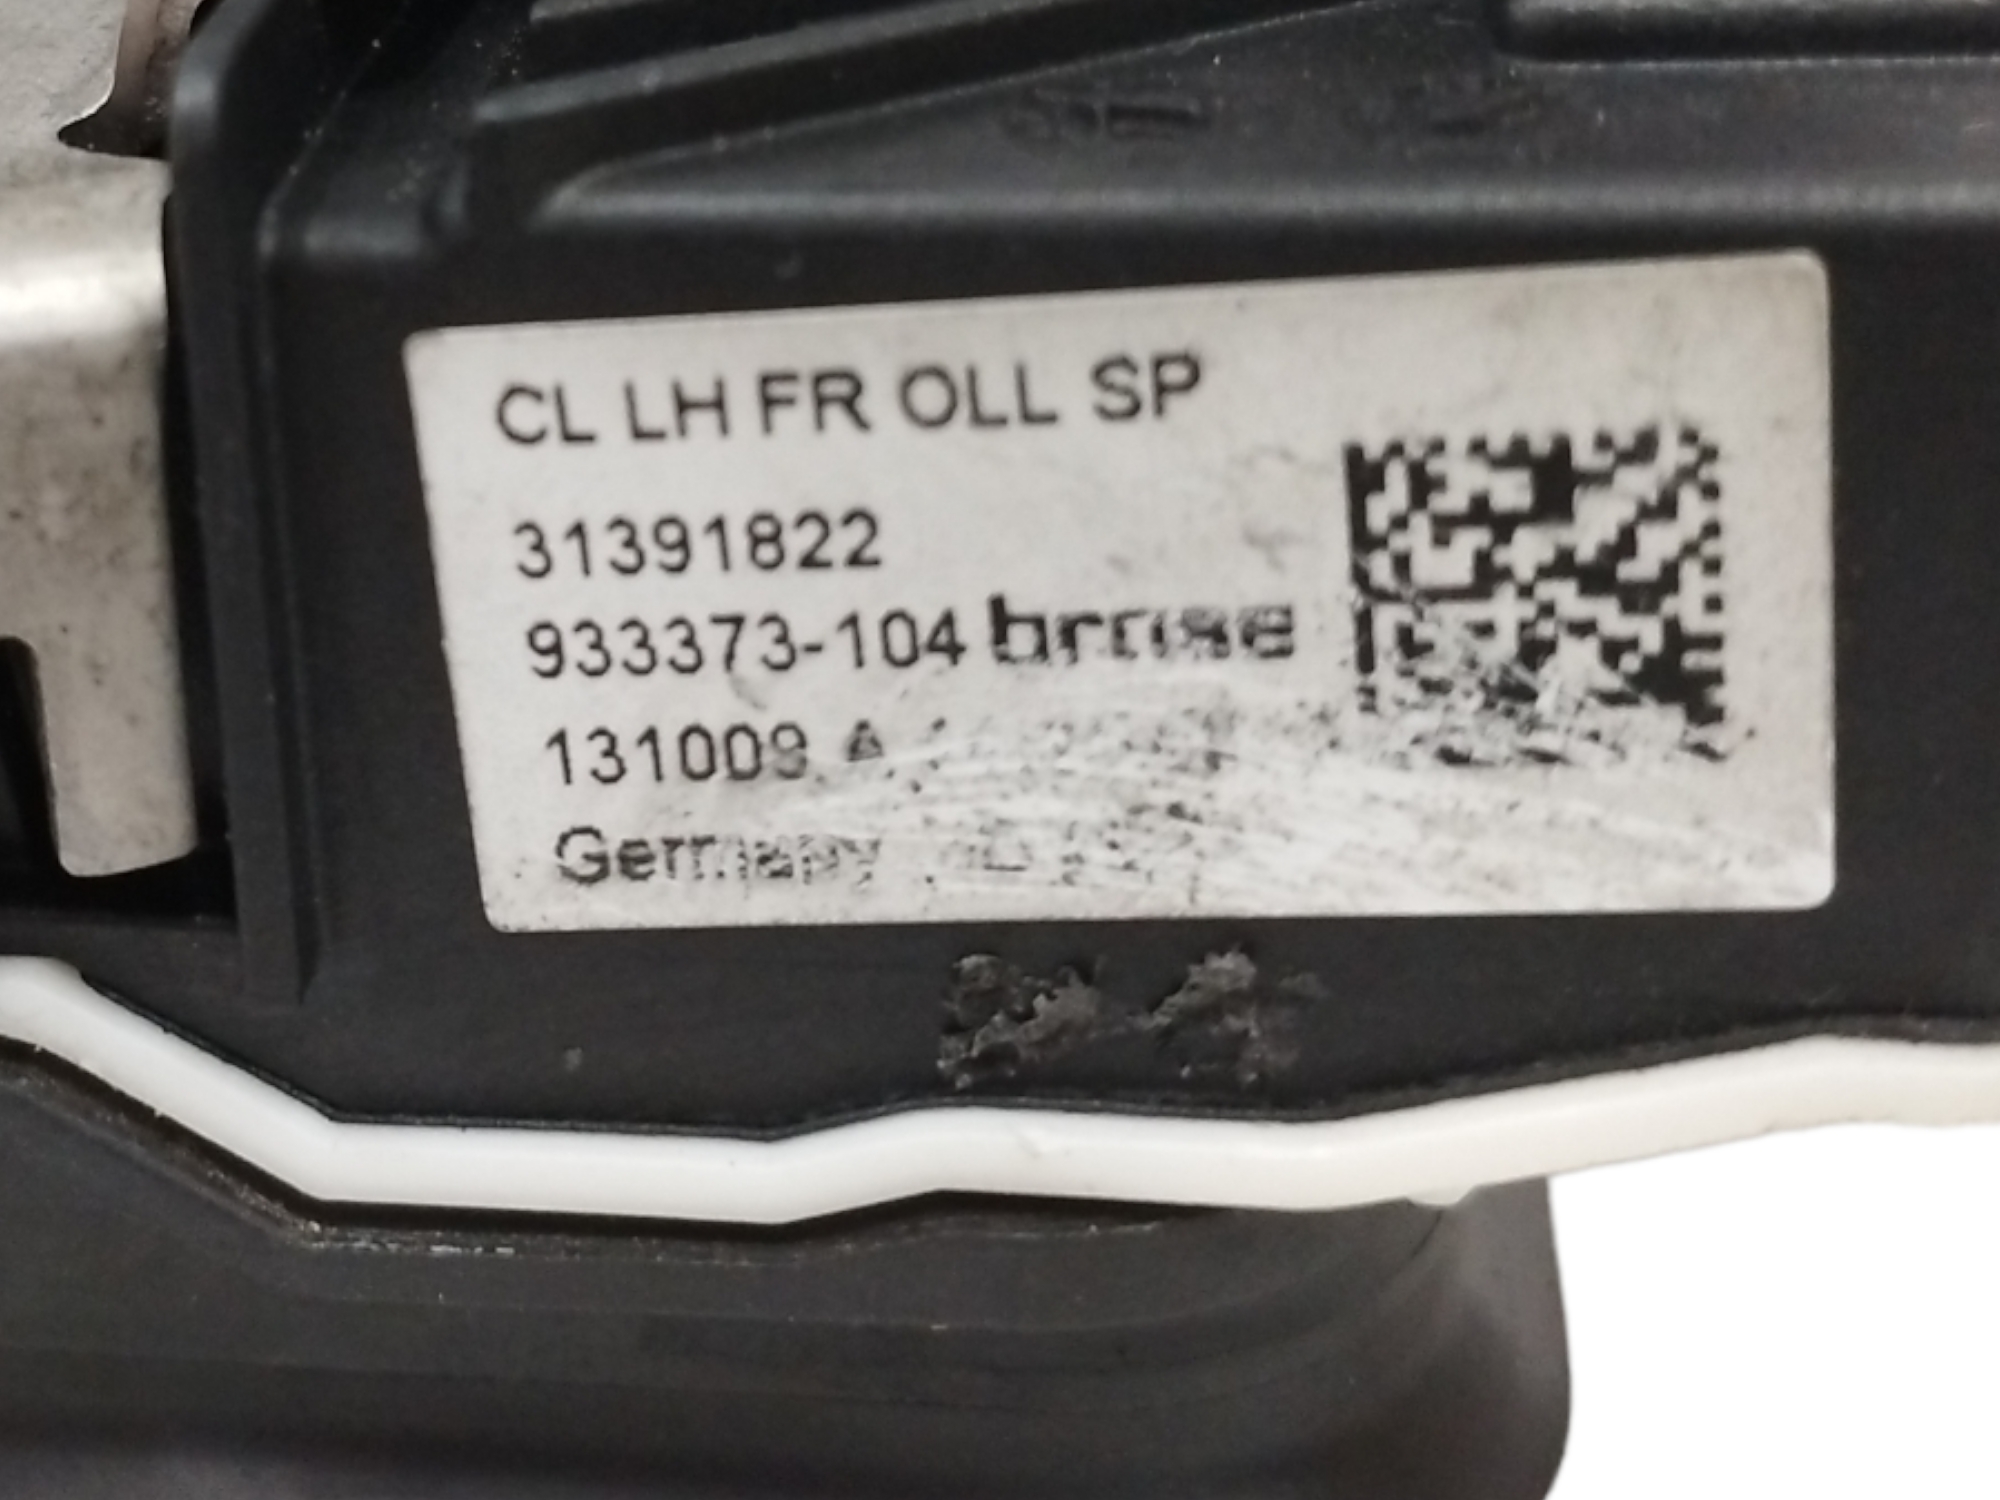 CL LH FR OLL SP
31391822
933373-104 brose
131009 A
Germany